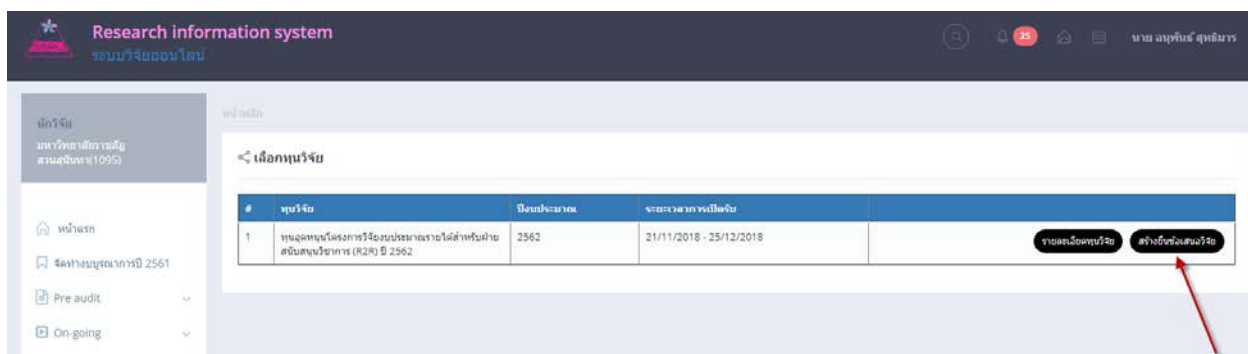 Research information system
ระบบวิจัยออนไลน์
25
นาย อนุพันธ์ สุทธิมาร
นักวิจัย
มหาวิทยาลัยราชภัฏ
สวนสุนันทา(1095)
หน้าหลัก
เลือกทุนวิจัย
# ทุนวิจัย ปีงบประมาณ ระยะเวลาการเปิดรับ
1 ทุนอุดหนุนโครงการวิจัยงบประมาณรายได้สำหรับฝ่าย 2562 21/11/2018 - 25/12/2018 รายละเอียดทุนวิจัย สร้างยื่นข้อเสนอวิจัย
สนับสนุนวิชาการ (R2R) ปี 2562
หน้าแรก
จัดทำงบบูรณาการปี 2561
Pre audit
On-going